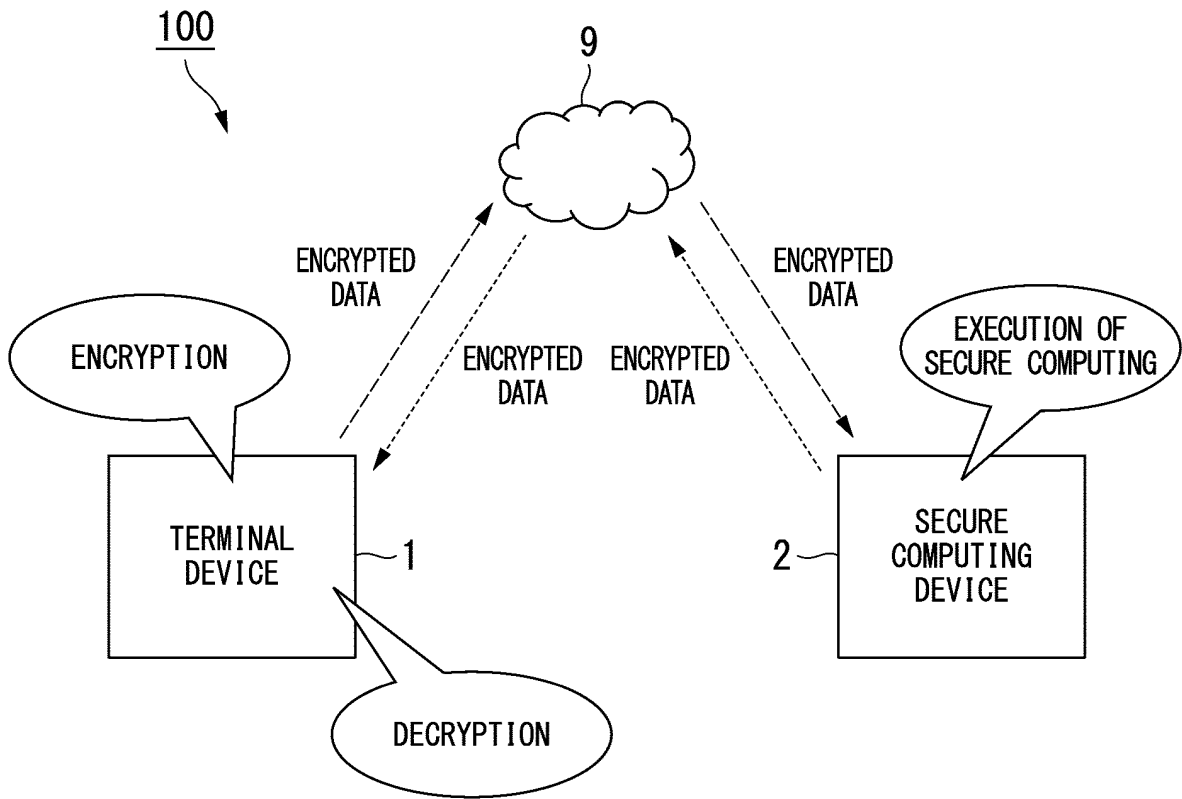 100
9
ENCRYPTED
DATA
ENCRYPTED
DATA
ENCRYPTION
ENCRYPTED
DATA
ENCRYPTED
DATA
EXECUTION OF
SECURE COMPUTING
TERMINAL
DEVICE
1
2
SECURE
COMPUTING
DEVICE
DECRYPTION